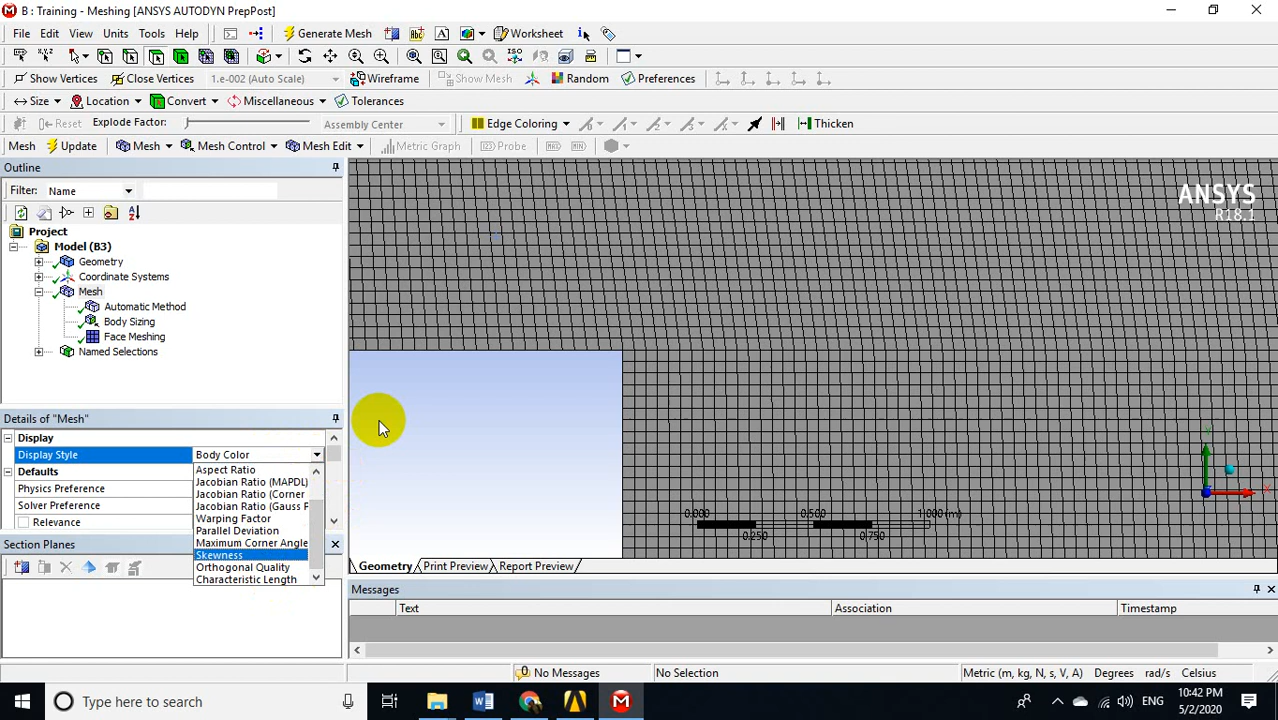 B : Training - Meshing [ANSYS AUTODYN PrepPost]
File Edit View Units Tools Help Generate Mesh Worksheet
Show Vertices Close Vertices 1.e-002 (Auto Scale) Wireframe Show Mesh Random Preferences
Size Location Convert Miscellaneous Tolerances
Reset Explode Factor: Assembly Center Edge Coloring Thicken
Mesh Update Mesh Mesh Control Mesh Edit Metric Graph Probe
Outline
Filter: Name
Project
Model (B3)
Geometry
Coordinate Systems
Mesh
Automatic Method
Body Sizing
Face Meshing
Named Selections
Details of "Mesh"
Display
Display Style Body Color
Defaults
Physics Preference
Solver Preference
Relevance
Aspect Ratio
Jacobian Ratio (MAPDL)
Jacobian Ratio (Corner
Jacobian Ratio (Gauss P
Warping Factor
Parallel Deviation
Maximum Corner Angle
Skewness
Orthogonal Quality
Characteristic Length
Section Planes
ANSYS
R18.1
0.000 0.500 1.000 (m)
0.250 0.750
Y
X
Geometry Print Preview Report Preview
Messages
Text Association Timestamp
No Messages No Selection Metric (m, kg, N, s, V, A) Degrees rad/s Celsius
Type here to search
ENG
10:42 PM
5/2/2020